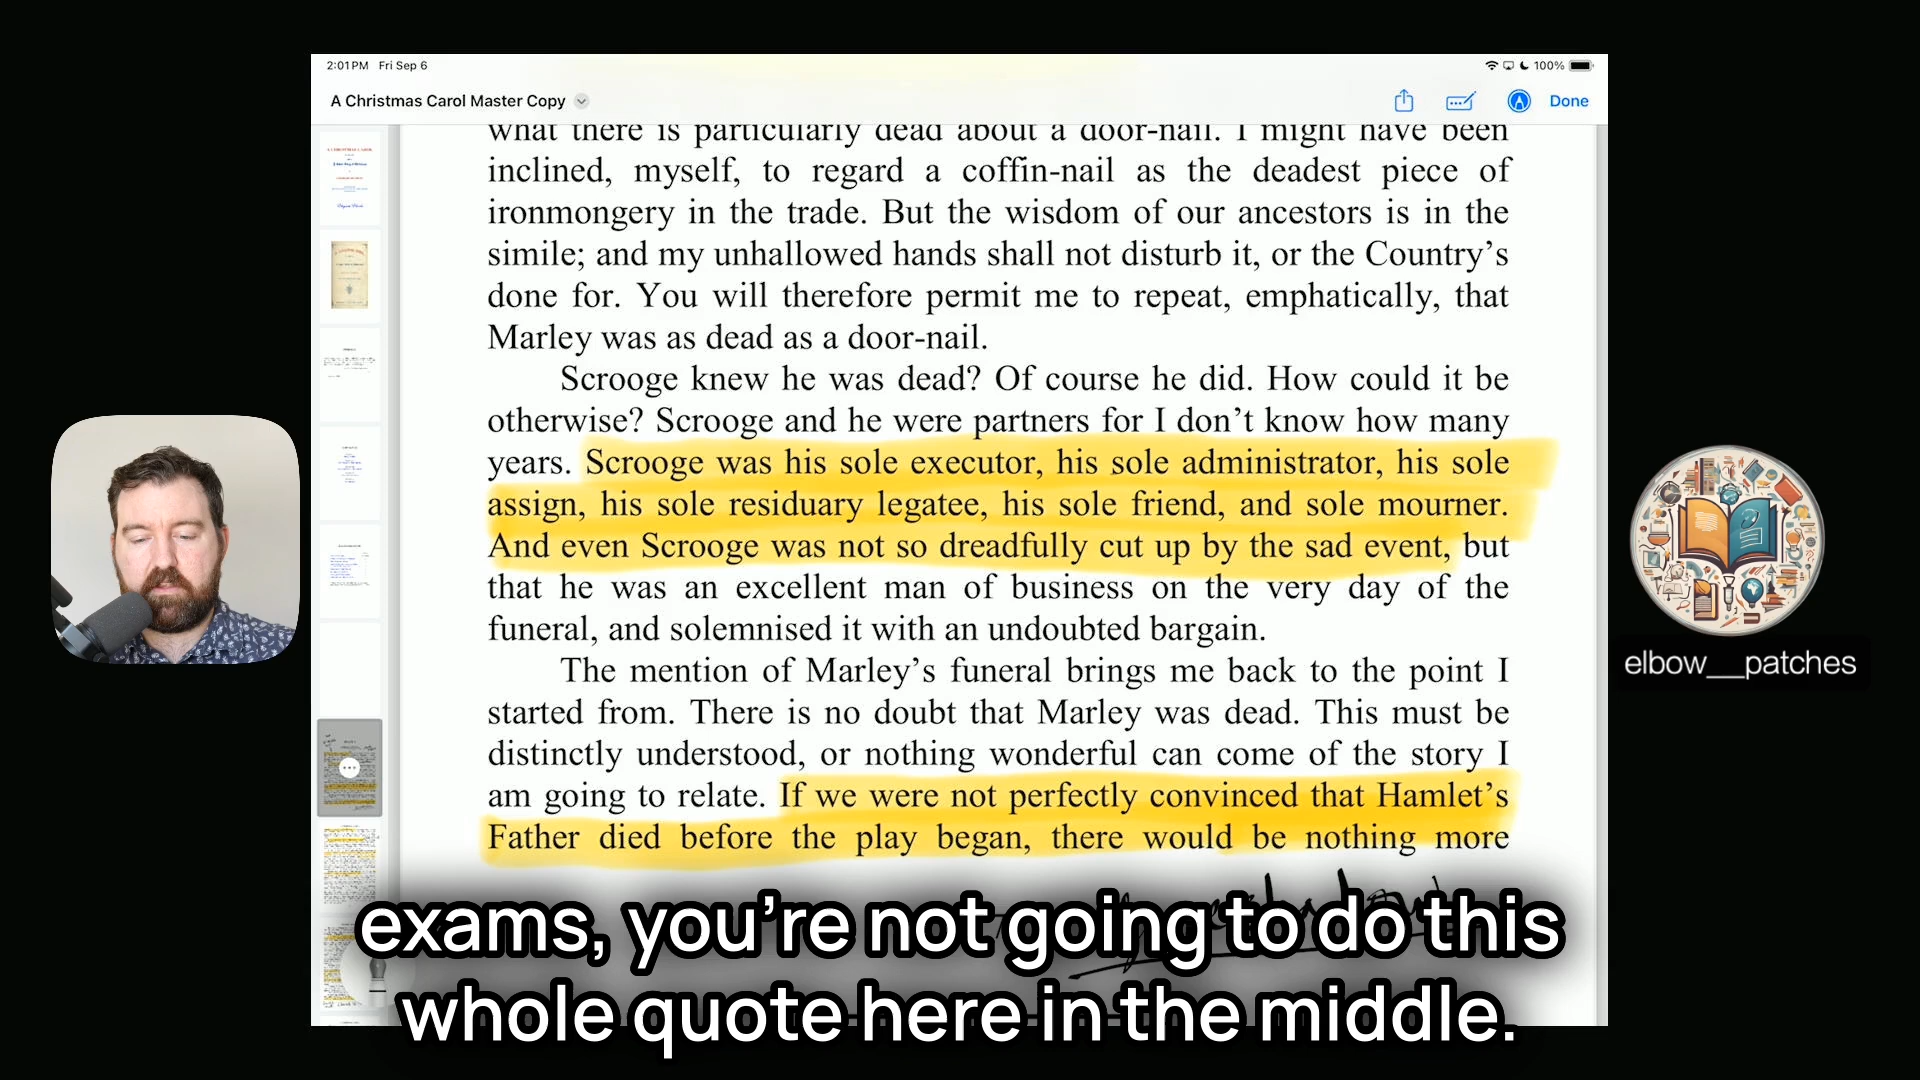 2:01 PM Fri Sep 6
100%
A Christmas Carol Master Copy
Done
what there is particularly dead about a door-nail. I might have been
inclined, myself, to regard a coffin-nail as the deadest piece of
ironmongery in the trade. But the wisdom of our ancestors is in the
simile; and my unhallowed hands shall not disturb it, or the Country’s
done for. You will therefore permit me to repeat, emphatically, that
Marley was as dead as a door-nail.
Scrooge knew he was dead? Of course he did. How could it be
otherwise? Scrooge and he were partners for I don’t know how many
years. Scrooge was his sole executor, his sole administrator, his sole
assign, his sole residuary legatee, his sole friend, and sole mourner.
And even Scrooge was not so dreadfully cut up by the sad event, but
that he was an excellent man of business on the very day of the
funeral, and solemnised it with an undoubted bargain.
The mention of Marley’s funeral brings me back to the point I
started from. There is no doubt that Marley was dead. This must be
distinctly understood, or nothing wonderful can come of the story I
am going to relate. If we were not perfectly convinced that Hamlet’s
Father died before the play began, there would be nothing more
elbow__patches
exams, you’re not going to do this
whole quote here in the middle.